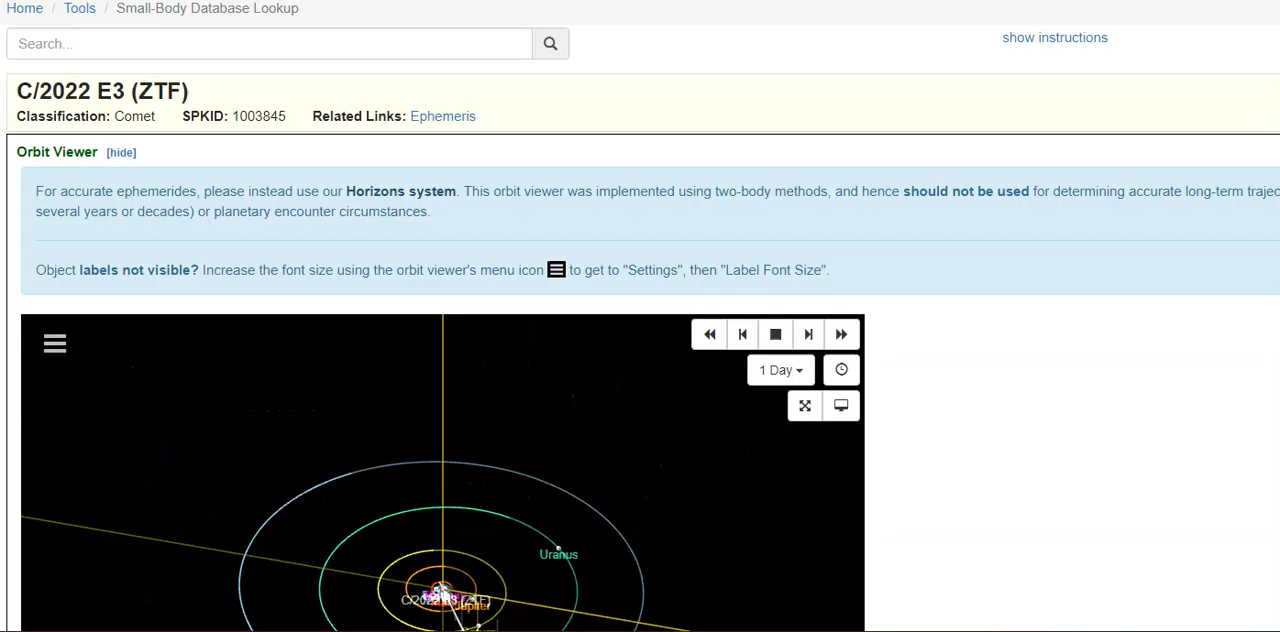 Home / Tools / Small-Body Database Lookup
Search...
show instructions
C/2022 E3 (ZTF)
Classification: Comet SPKID: 1003845 Related Links: Ephemeris
Orbit Viewer [hide]
For accurate ephemerides, please instead use our Horizons system. This orbit viewer was implemented using two-body methods, and hence should not be used for determining accurate long-term
several years or decades) or planetary encounter circumstances.
Object labels not visible? Increase the font size using the orbit viewer's menu icon to get to "Settings", then "Label Font Size".
1 Day
Uranus
C/2022 E3 (ZTF)
Jupiter